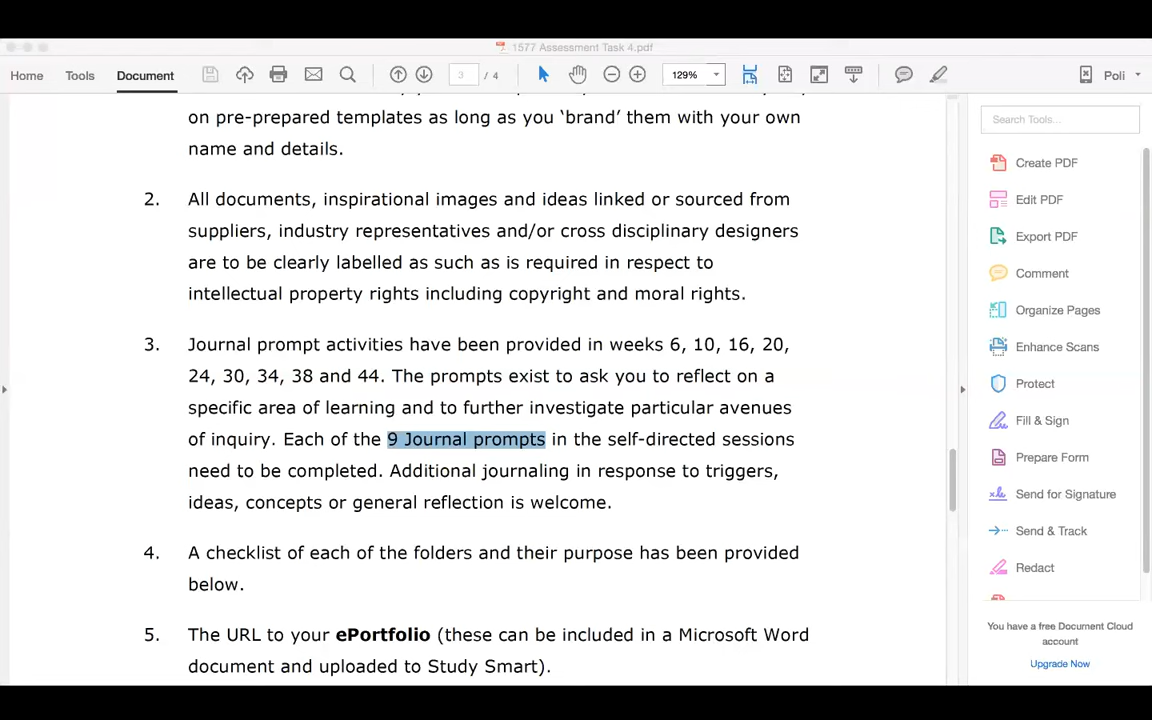 1577 Assessment Task 4.pdf
Home Tools Document 3 / 4 129% Poli
on pre-prepared templates as long as you ‘brand’ them with your own
name and details.
2. All documents, inspirational images and ideas linked or sourced from
suppliers, industry representatives and/or cross disciplinary designers
are to be clearly labelled as such as is required in respect to
intellectual property rights including copyright and moral rights.
3. Journal prompt activities have been provided in weeks 6, 10, 16, 20,
24, 30, 34, 38 and 44. The prompts exist to ask you to reflect on a
specific area of learning and to further investigate particular avenues
of inquiry. Each of the 9 Journal prompts in the self-directed sessions
need to be completed. Additional journaling in response to triggers,
ideas, concepts or general reflection is welcome.
4. A checklist of each of the folders and their purpose has been provided
below.
5. The URL to your ePortfolio (these can be included in a Microsoft Word
document and uploaded to Study Smart).
Search Tools...
Create PDF
Edit PDF
Export PDF
Comment
Organize Pages
Enhance Scans
Protect
Fill & Sign
Prepare Form
Send for Signature
Send & Track
Redact
You have a free Document Cloud
account
Upgrade Now